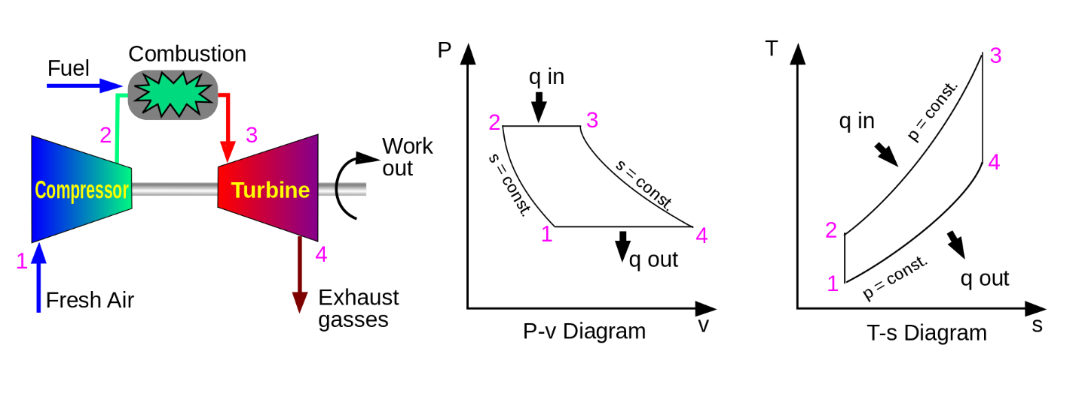 Combustion
Fuel
2
3
Compressor
Turbine
Work
out
1
4
Fresh Air
Exhaust
gasses
P
q in
2
3
s = const.
s = const.
1
4
q out
v
P-v Diagram
T
3
q in
p = const.
4
2
1
p = const.
q out
s
T-s Diagram